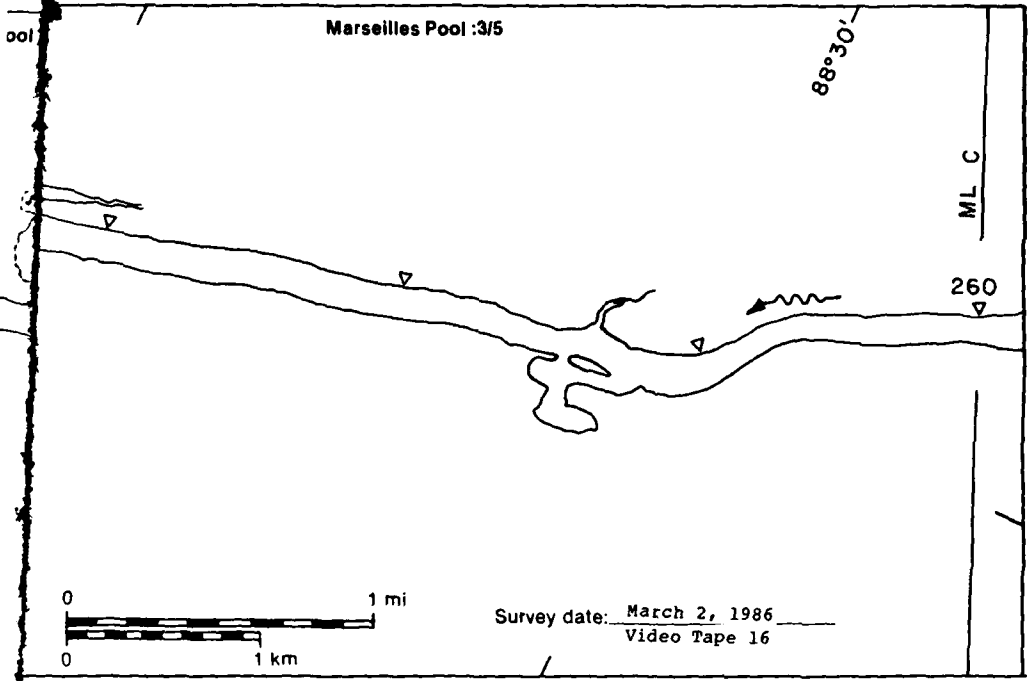 ool
Marseilles Pool :3/5
88°30'
ML C
260
0 1 mi
0 1 km
Survey date: March 2, 1986
Video Tape 16